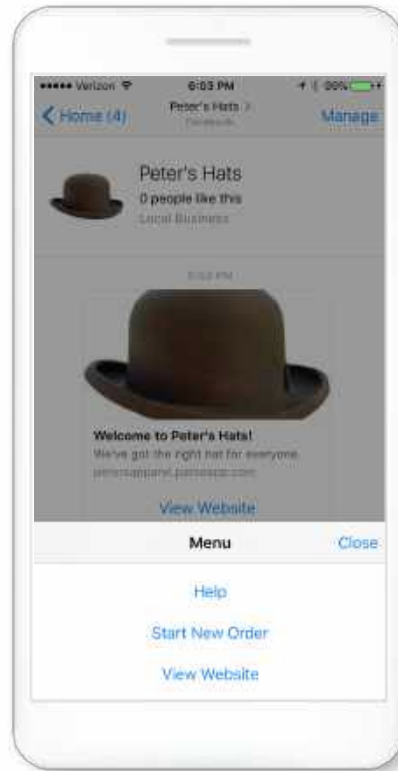 Verizon 6:03 PM
Home (4) Peter's Hats Manage
Peter's Hats
0 people like this
Local Business
Welcome to Peter's Hats!
We've got the right hat for everyone.
View Website
Menu Close
Help
Start New Order
View Website